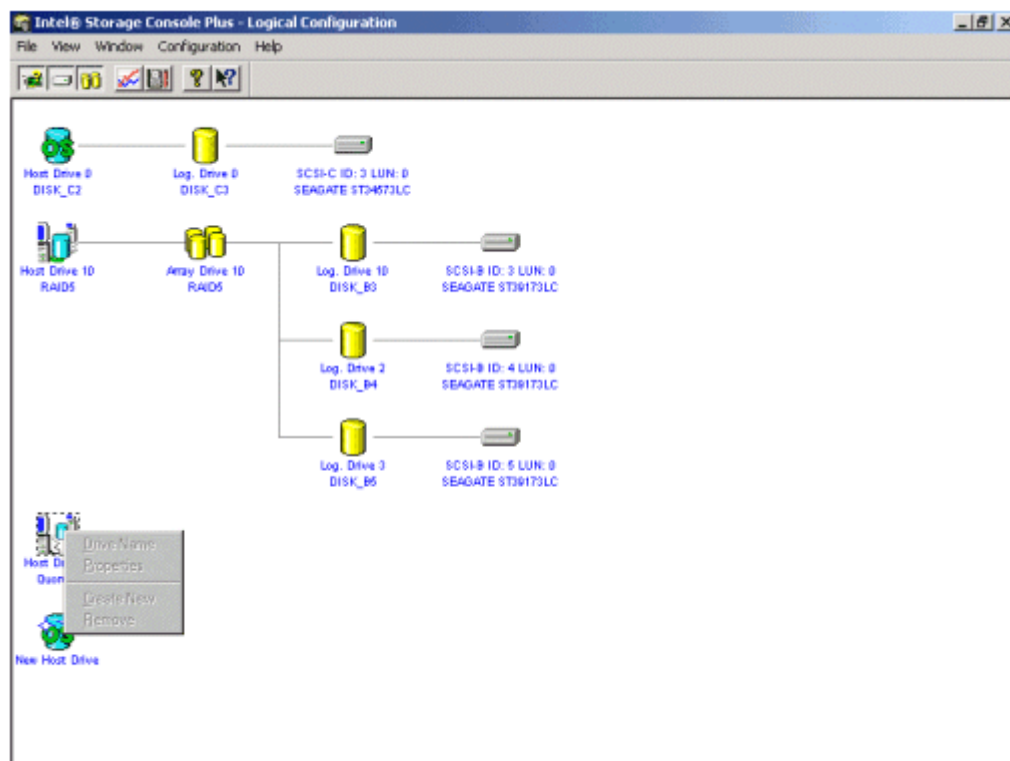 Intel® Storage Console Plus - Logical Configuration
File View Window Configuration Help
Host Drive 0 Log. Drive 0 SCSI-C ID: 3 LUN: 0
DISK_C2 DISK_C3 SEAGATE ST34573LC
Host Drive 10 Array Drive 10 Log. Drive 10 SCSI-B ID: 3 LUN: 0
RAID5 RAID5 DISK_B3 SEAGATE ST39173LC
Log. Drive 2 SCSI-B ID: 4 LUN: 0
DISK_B4 SEAGATE ST39173LC
Log. Drive 3 SCSI-B ID: 5 LUN: 0
DISK_B5 SEAGATE ST39173LC
Drive Name
Host Properties
Create New
Remove
New Host Drive